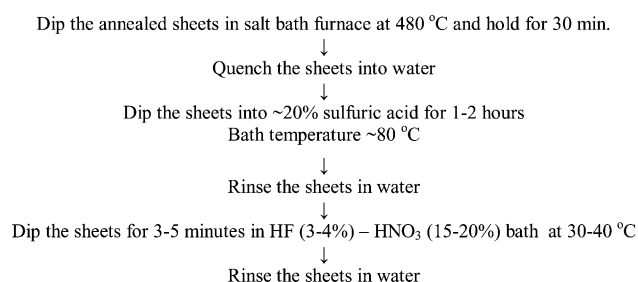 Dip the annealed sheets in salt bath furnace at 480 °C and hold for 30 min.
↓
Quench the sheets into water
↓
Dip the sheets into ~20% sulfuric acid for 1-2 hours
Bath temperature ~80 °C
↓
Rinse the sheets in water
↓
Dip the sheets for 3-5 minutes in HF (3-4%) – HNO₃ (15-20%) bath at 30-40 °C
↓
Rinse the sheets in water